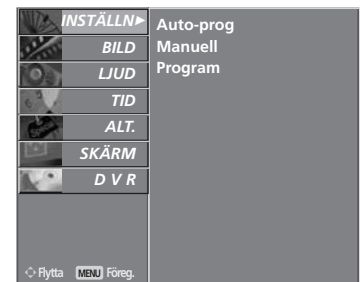 INSTÄLLN►
BILD
LJUD
TID
ALT.
SKÄRM
D V R
Auto-prog
Manuell
Program
Flytta MENU Föreg.